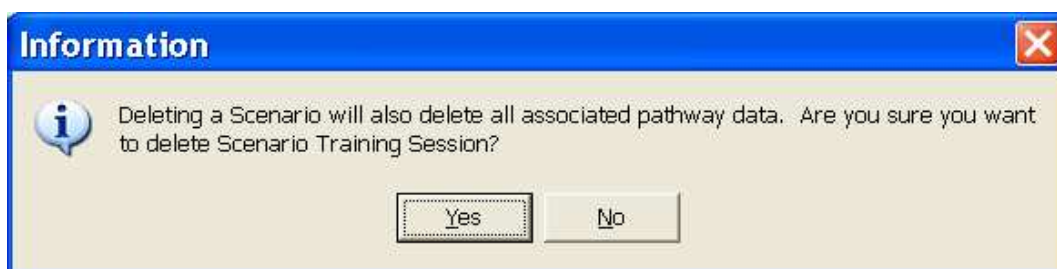 Information
Deleting a Scenario will also delete all associated pathway data. Are you sure you want
to delete Scenario Training Session?
Yes
No